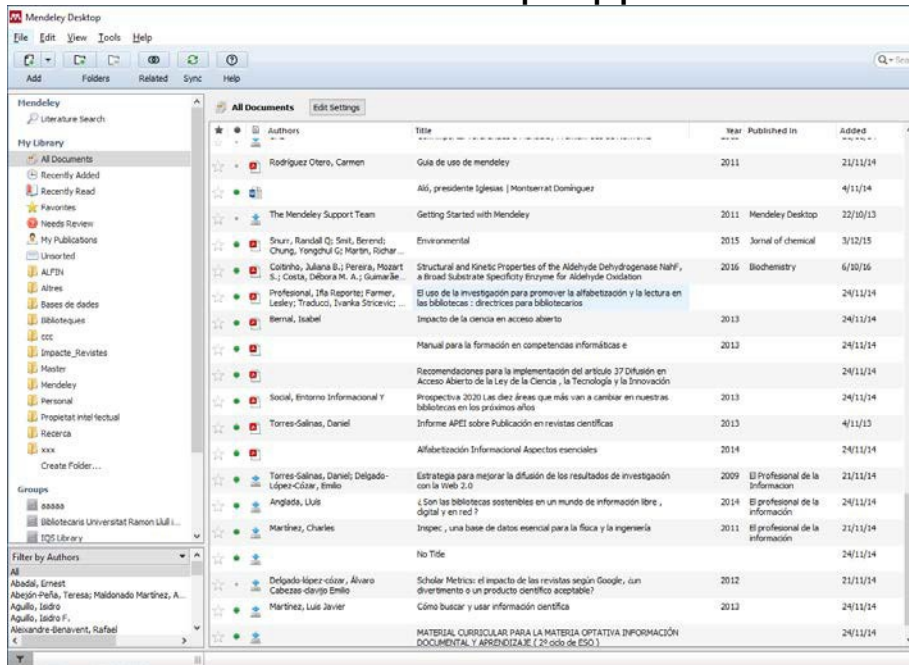 Mendeley Desktop
File Edit View Tools Help
Add Folders Related Sync Help
Mendeley
Literature Search
My Library
All Documents
Recently Added
Recently Read
Favorites
Needs Review
My Publications
Unsorted
ALFIN
Altres
Bases de dades
Biblioteques
ccc
Impacte_Revistes
Master
Mendeley
Personal
Propietat intel·lectual
Recerca
xxx
Create Folder...
Groups
aaaaa
Bibliotecaris Universitat Ramon Llull i...
IQS Library
Filter by Authors
All
Abadal, Ernest
Abejón-Peña, Teresa; Maldonado Martínez, A...
Aguillo, Isidro
Aguillo, Isidro F.
Aleixandre-Benavent, Rafael
All Documents Edit Settings
Authors Title Year Published In Added
Rodríguez Otero, Carmen Guia de uso de mendeley 2011 21/11/14
Aló, presidente Iglesias | Montserrat Domínguez 4/11/14
The Mendeley Support Team Getting Started with Mendeley 2011 Mendeley Desktop 22/10/13
Snurr, Randall Q; Smit, Berend; Environmental 2015 Jornal of chemical 3/12/15
Chung, Yongchul G; Martin, Richar...
Coitinho, Juliana B.; Pereira, Mozart Structural and Kinetic Properties of the Aldehyde Dehydrogenase NahF, 2016 Biochemistry 6/10/16
S.; Costa, Débora M. A.; Guimarãe... a Broad Substrate Specificity Enzyme for Aldehyde Oxidation
Profesional, Ifla Reporte; Farmer, El uso de la investigación para promover la alfabetización y la lectura en 24/11/14
Lesley; Traducci, Ivanka Stricevic; ... las bibliotecas : directrices para bibliotecarios
Bernal, Isabel Impacto de la ciencia en acceso abierto 2013 24/11/14
Manual para la formación en competencias informáticas e 2013 24/11/14
Recomendaciones para la implementación del artículo 37 Difusión en 24/11/14
Acceso Abierto de la Ley de la Ciencia , la Tecnología y la Innovación
Social, Entorno Informacional Y Prospectiva 2020 Las diez áreas que más van a cambiar en nuestras 2013 24/11/14
bibliotecas en los próximos años
Torres-Salinas, Daniel Informe APEI sobre Publicación en revistas científicas 2013 4/11/13
Alfabetización Informacional Aspectos esenciales 2014 24/11/14
Torres-Salinas, Daniel; Delgado- Estrategia para mejorar la difusión de los resultados de investigación 2009 El Profesional de la 21/11/14
López-Cózar, Emilio con la Web 2.0 Informacion
Anglada, Lluís ¿ Son las bibliotecas sostenibles en un mundo de información libre , 2014 El profesional de la 24/11/14
digital y en red ? información
Martínez, Charles Inspec , una base de datos esencial para la física y la ingeniería 2011 El profesional de la 21/11/14
información
No Title 24/11/14
Delgado-lópez-cózar, Álvaro Scholar Metrics: el impacto de las revistas según Google, ¿un 2012 21/11/14
Cabezas-clavijo Emilio divertimento o un producto científico aceptable?
Martínez, Luis Javier Cómo buscar y usar información científica 2013 24/11/14
MATERIAL CURRICULAR PARA LA MATERIA OPTATIVA INFORMACIÓN 24/11/14
DOCUMENTAL Y APRENDIZAJE ( 2º ciclo de ESO )